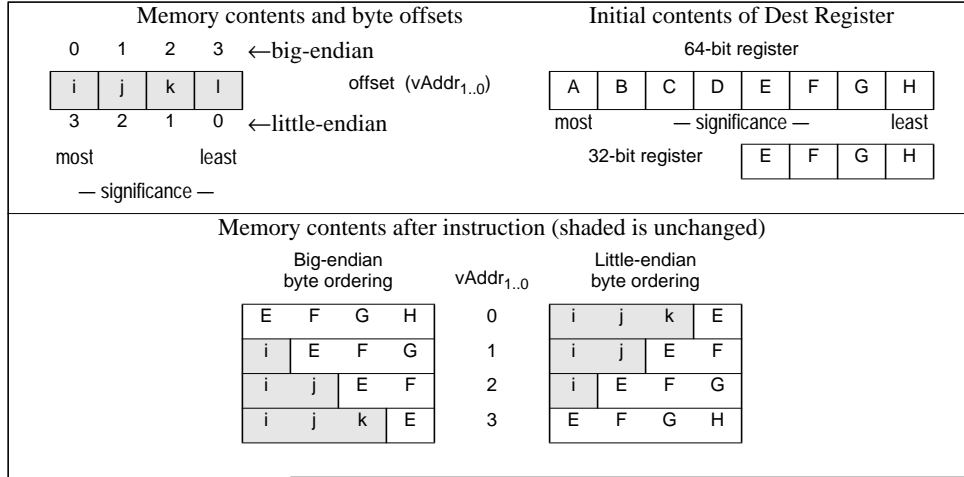 Memory contents and byte offsets
Initial contents of Dest Register
0 1 2 3 ←big-endian
64-bit register
i j k l
offset (vAddr1..0)
A B C D E F G H
3 2 1 0 ←little-endian
most — significance — least
most least
32-bit register E F G H
— significance —
Memory contents after instruction (shaded is unchanged)
Big-endian
byte ordering
vAddr1..0
Little-endian
byte ordering
E F G H 0 i j k E
i E F G 1 i j E F
i j E F 2 i E F G
i j k E 3 E F G H